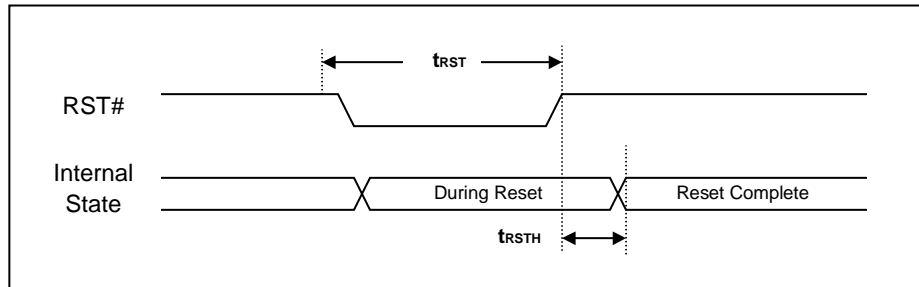 tRST
RST#
Internal
State
During Reset
Reset Complete
tRSTH